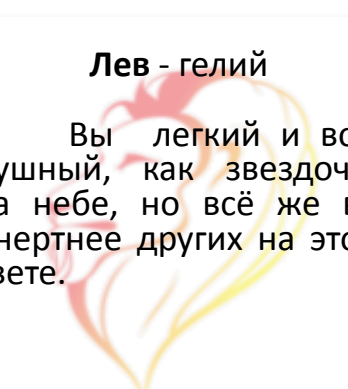 Лев - гелий
Вы легкий и во
ушный, как звездоч
а небе, но всё же
нертнее других на это
вете.